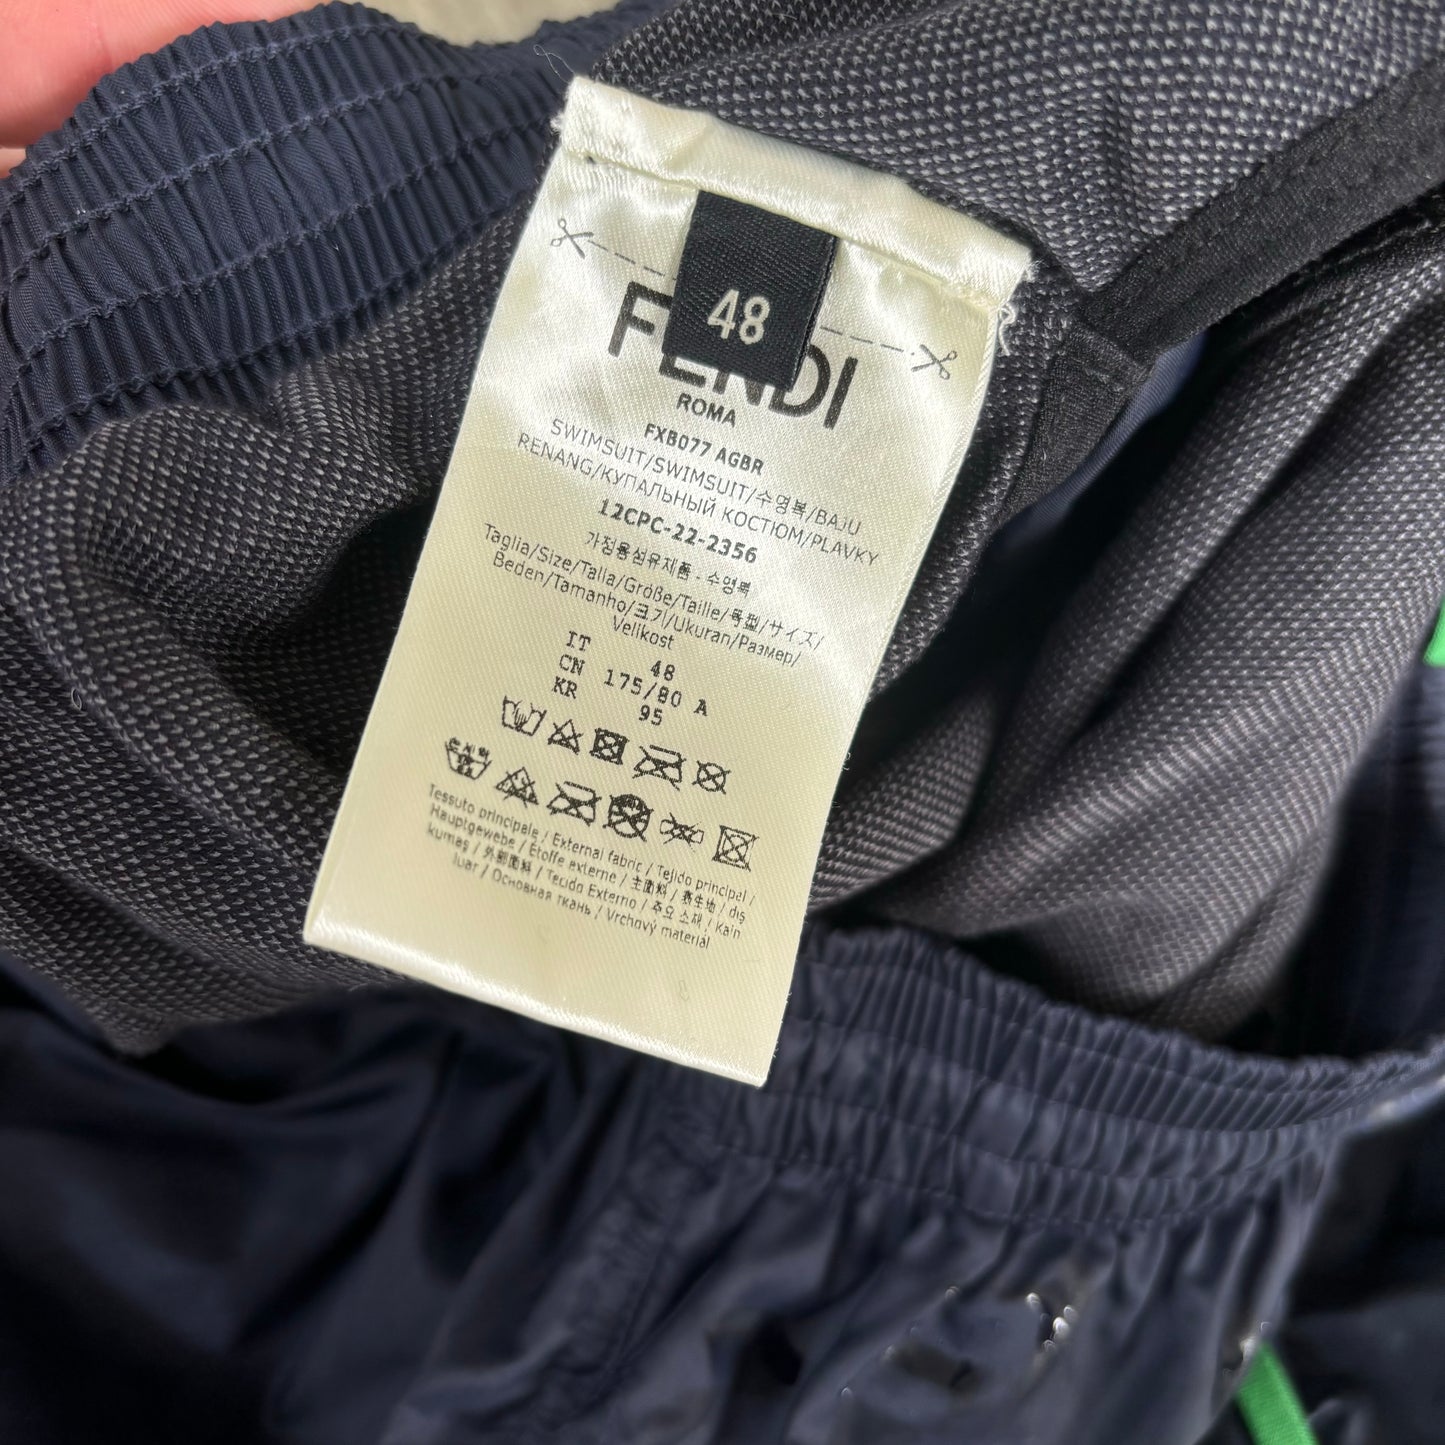 48
FENDI
ROMA
FXB077 AGBR
SWIMSUIT/SWIMSUIT/수영복/BAJU
RENANG/КУПАЛЬНЫЙ КОСТЮМ/PLAVKY
12CPC-22-2356
가정용섬유제품 - 수영복
Taglia/Size/Talla/Größe/Taille/号型/サイズ/
Beden/Tamanho/크기/Ukuran/Размер/
Velikost
IT 48
CN 175/80 A
KR 95
Tessuto principale / External fabric / Tejido principal /
Hauptgewebe / Étoffe externe / 主面料 / 表生地 / dış
kumaş / 外部面料 / Tecido Externo / 주요 소재 / Kain
luar / Основная ткань / Vrchový materiál